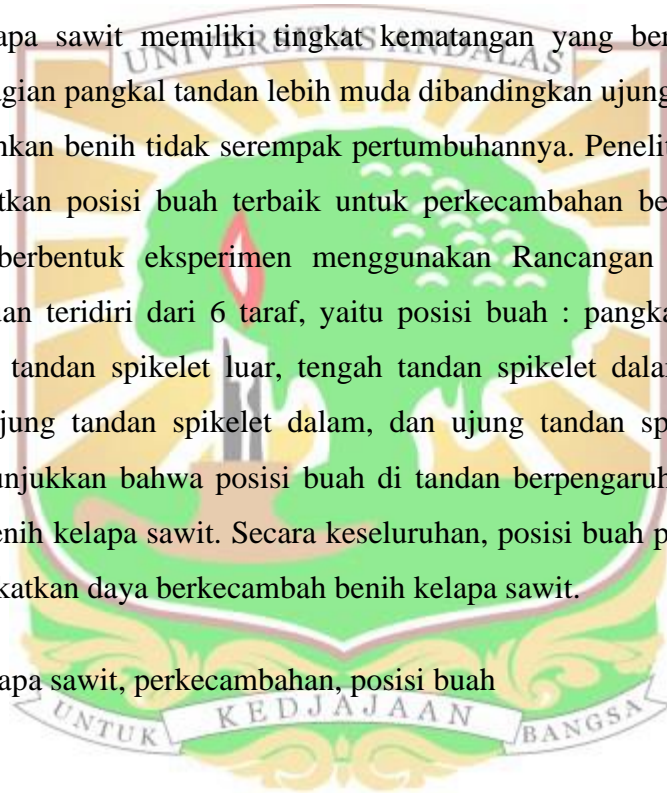 apa sawit memiliki tingkat kematangan yang ber
UNIVERSITAS ANDALAS
agian pangkal tandan lebih muda dibandingkan ujung
nkan benih tidak serempak pertumbuhannya. Penelit
tkan posisi buah terbaik untuk perkecambahan be
berbentuk eksperimen menggunakan Rancangan
an teridiri dari 6 taraf, yaitu posisi buah : pangka
tandan spikelet luar, tengah tandan spikelet dala
jung tandan spikelet dalam, dan ujung tandan sp
unjukkan bahwa posisi buah di tandan berpengaruh
enih kelapa sawit. Secara keseluruhan, posisi buah p
katkan daya berkecambah benih kelapa sawit.
apa sawit, perkecambahan, posisi buah
UNTUK KEDJAJAAN BANGSA